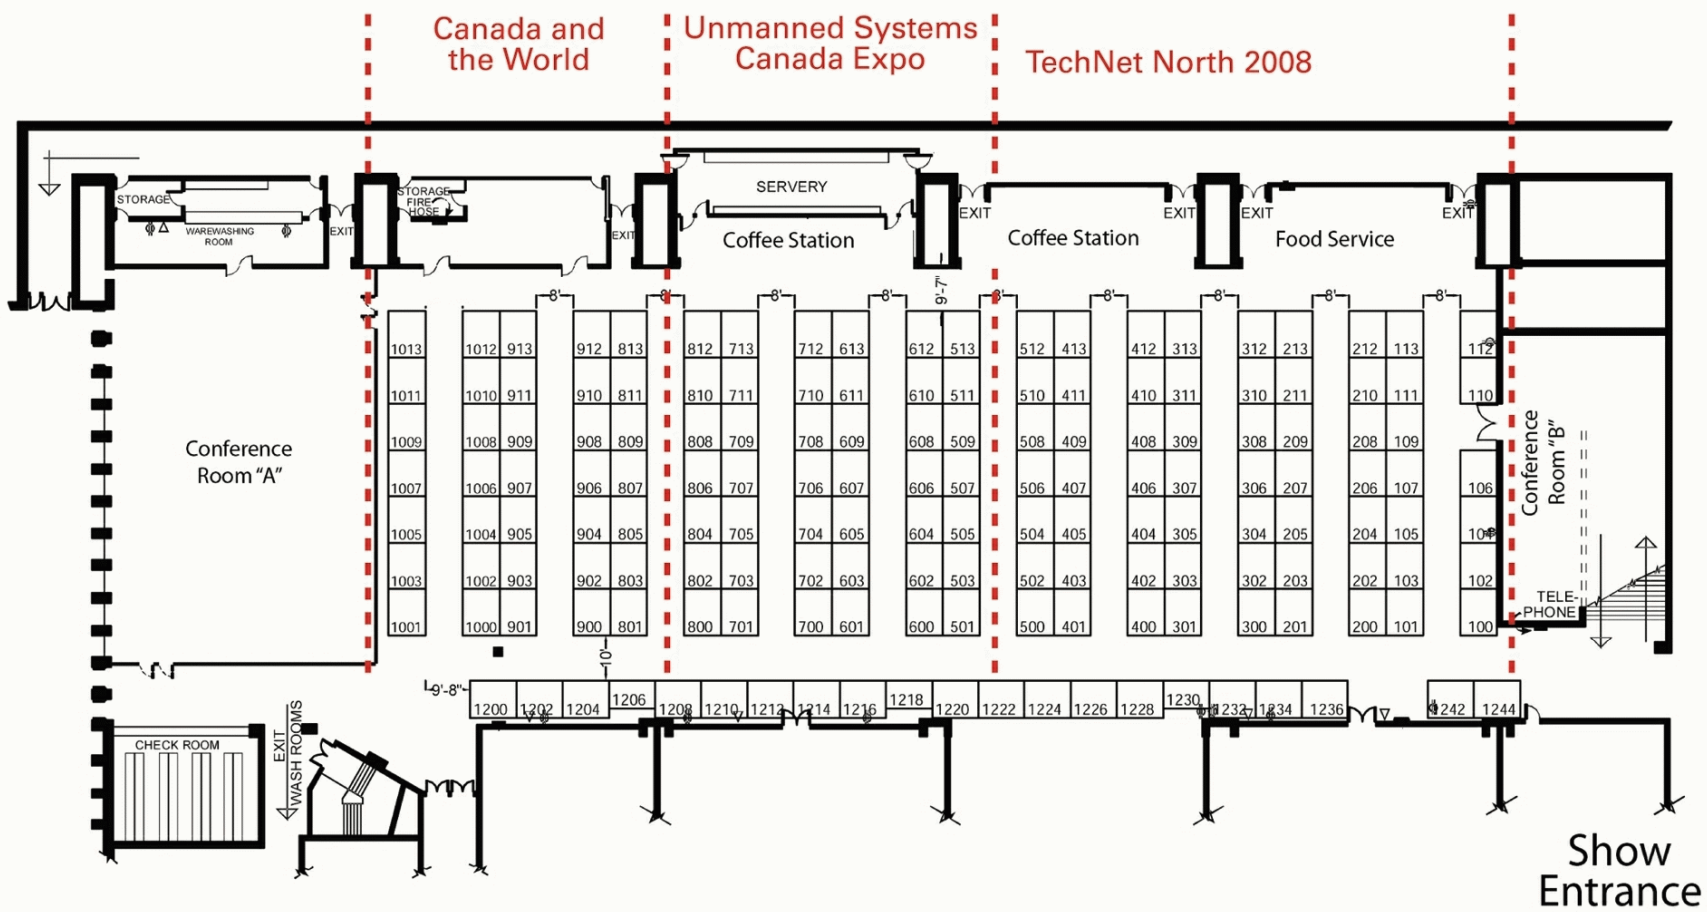 Canada and
the World
Unmanned Systems
Canada Expo
TechNet North 2008
STORAGE
WAREWASHING
ROOM
EXIT
STORAGE
FIRE
HOSE
EXIT
SERVERY
Coffee Station
EXIT
Coffee Station
EXIT
EXIT
Food Service
EXIT
9'-7"
8' 8' 8' 8' 8' 8' 8' 8' 8'
1013 1012 913 912 813 812 713 712 613 612 513 512 413 412 313 312 213 212 113 112
1011 1010 911 910 811 810 711 710 611 610 511 510 411 410 311 310 211 210 111 110
1009 1008 909 908 809 808 709 708 609 608 509 508 409 408 309 308 209 208 109
1007 1006 907 906 807 806 707 706 607 606 507 506 407 406 307 306 207 206 107 106
1005 1004 905 904 805 804 705 704 605 604 505 504 405 404 305 304 205 204 105 104
1003 1002 903 902 803 802 703 702 603 602 503 502 403 402 303 302 203 202 103 102
1001 1000 901 900 801 800 701 700 601 600 501 500 401 400 301 300 201 200 101 100
Conference
Room “A”
Conference
Room “B”
TELE-
PHONE
10'
9'-8"
1200 1202 1204 1206 1208 1210 1212 1214 1216 1218 1220 1222 1224 1226 1228 1230 1232 1234 1236 1242 1244
CHECK ROOM
EXIT
WASH ROOMS
Show
Entrance